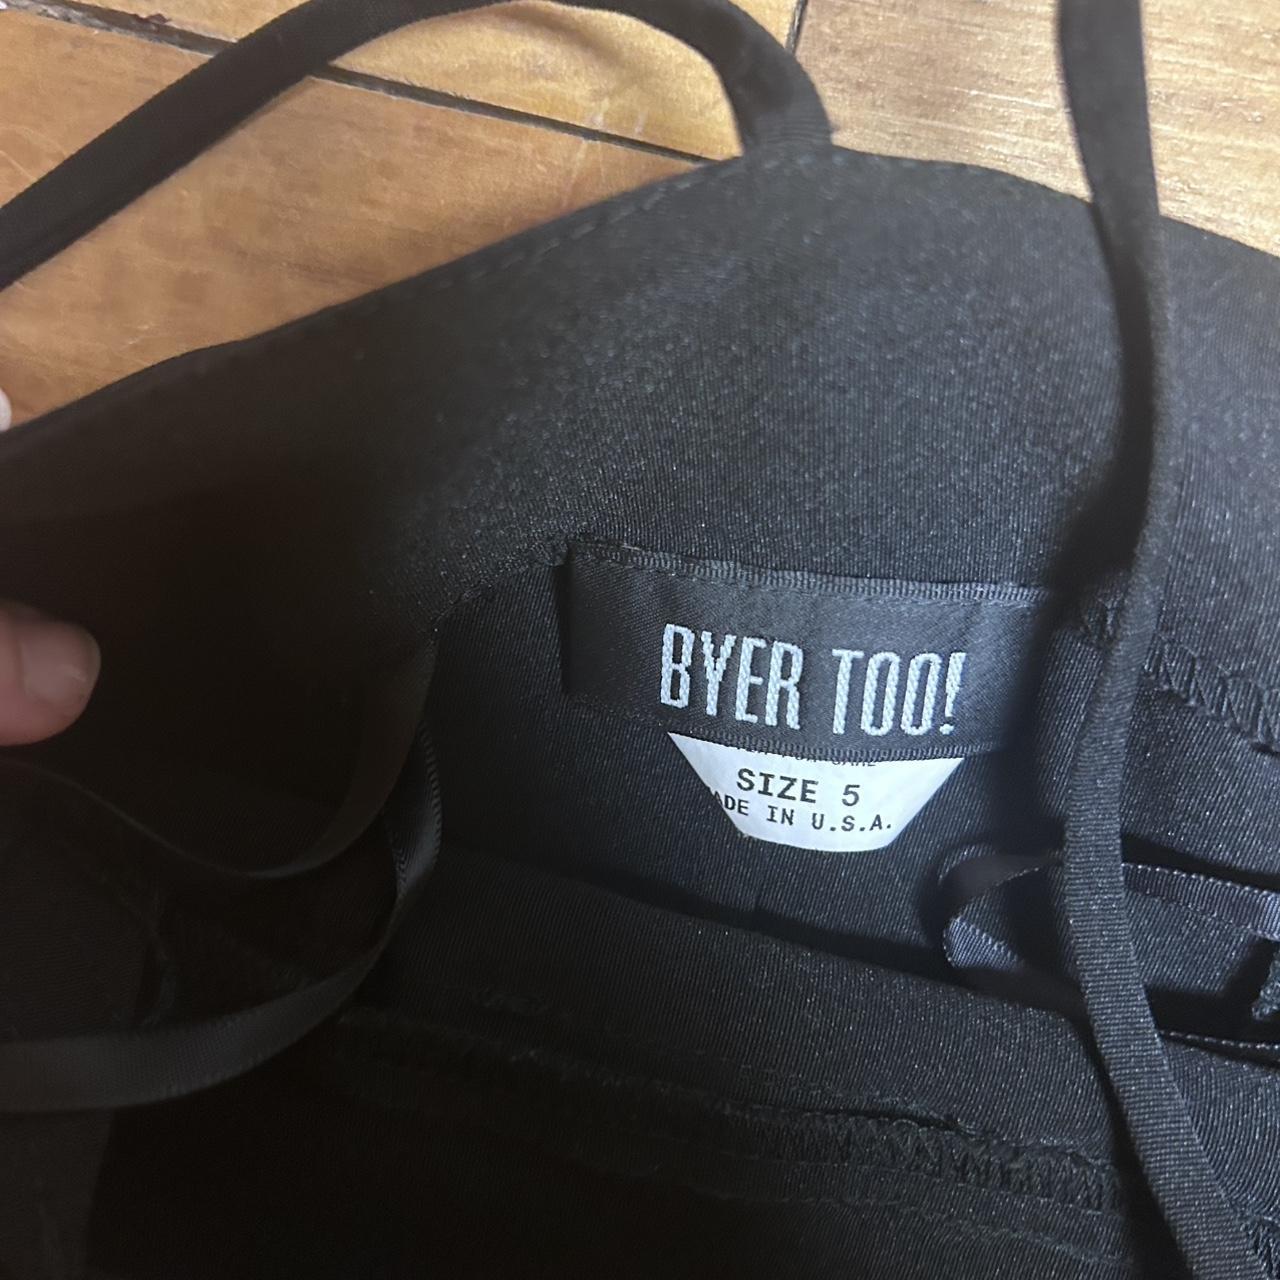 BYER TOO!
SIZE 5
ADE IN U.S.A.